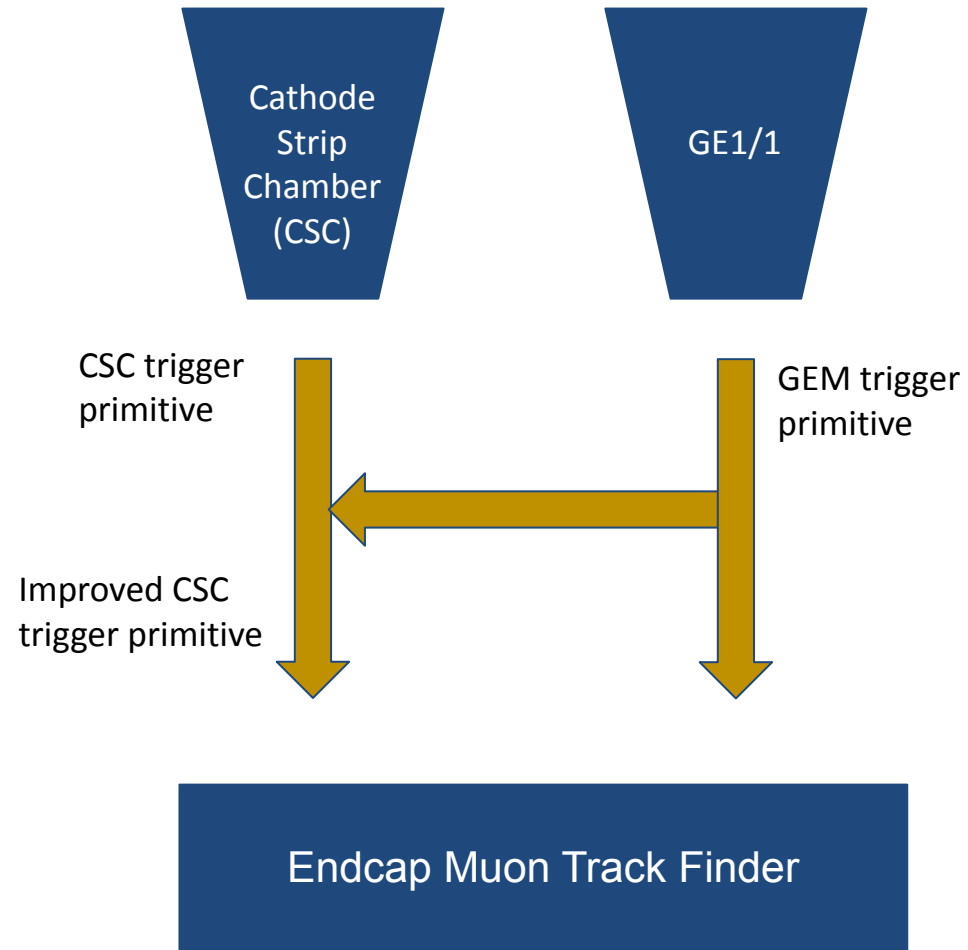 Cathode
Strip
Chamber
(CSC)
GE1/1
CSC trigger
primitive
GEM trigger
primitive
Improved CSC
trigger primitive
Endcap Muon Track Finder